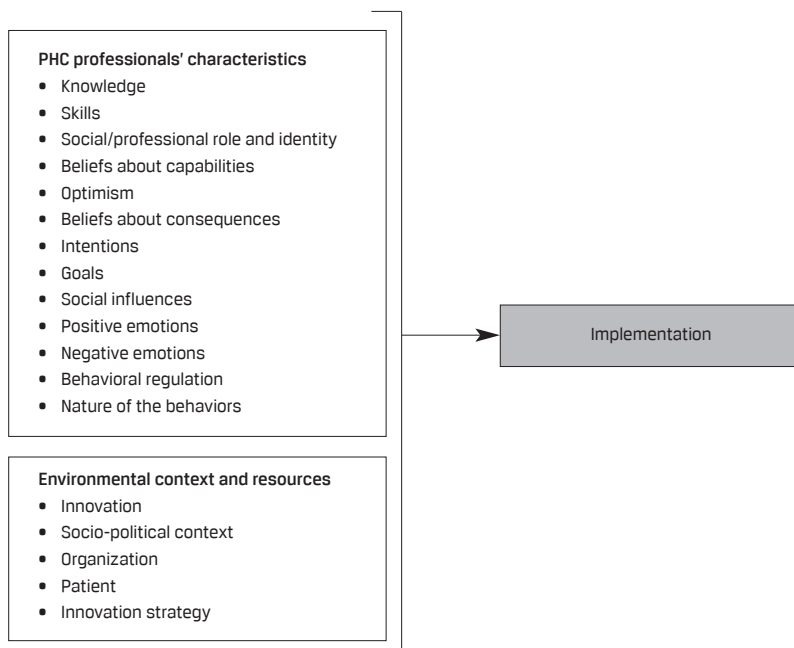 PHC professionals' characteristics
• Knowledge
• Skills
• Social/professional role and identity
• Beliefs about capabilities
• Optimism
• Beliefs about consequences
• Intentions
• Goals
• Social influences
• Positive emotions
• Negative emotions
• Behavioral regulation
• Nature of the behaviors
Implementation
Environmental context and resources
• Innovation
• Socio-political context
• Organization
• Patient
• Innovation strategy